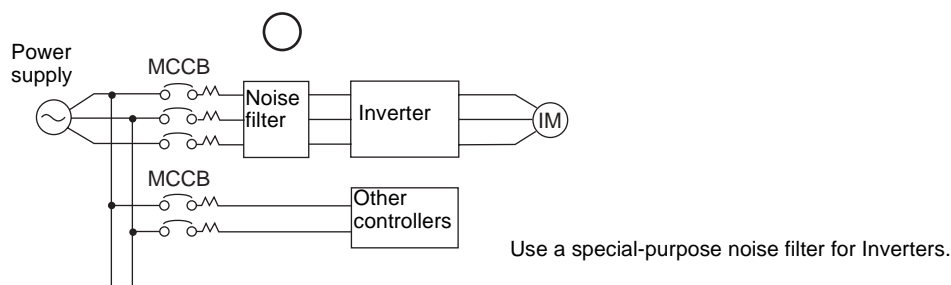 Power
supply
MCCB
Noise
filter
Inverter
IM
MCCB
Other
controllers
Use a special-purpose noise filter for Inverters.